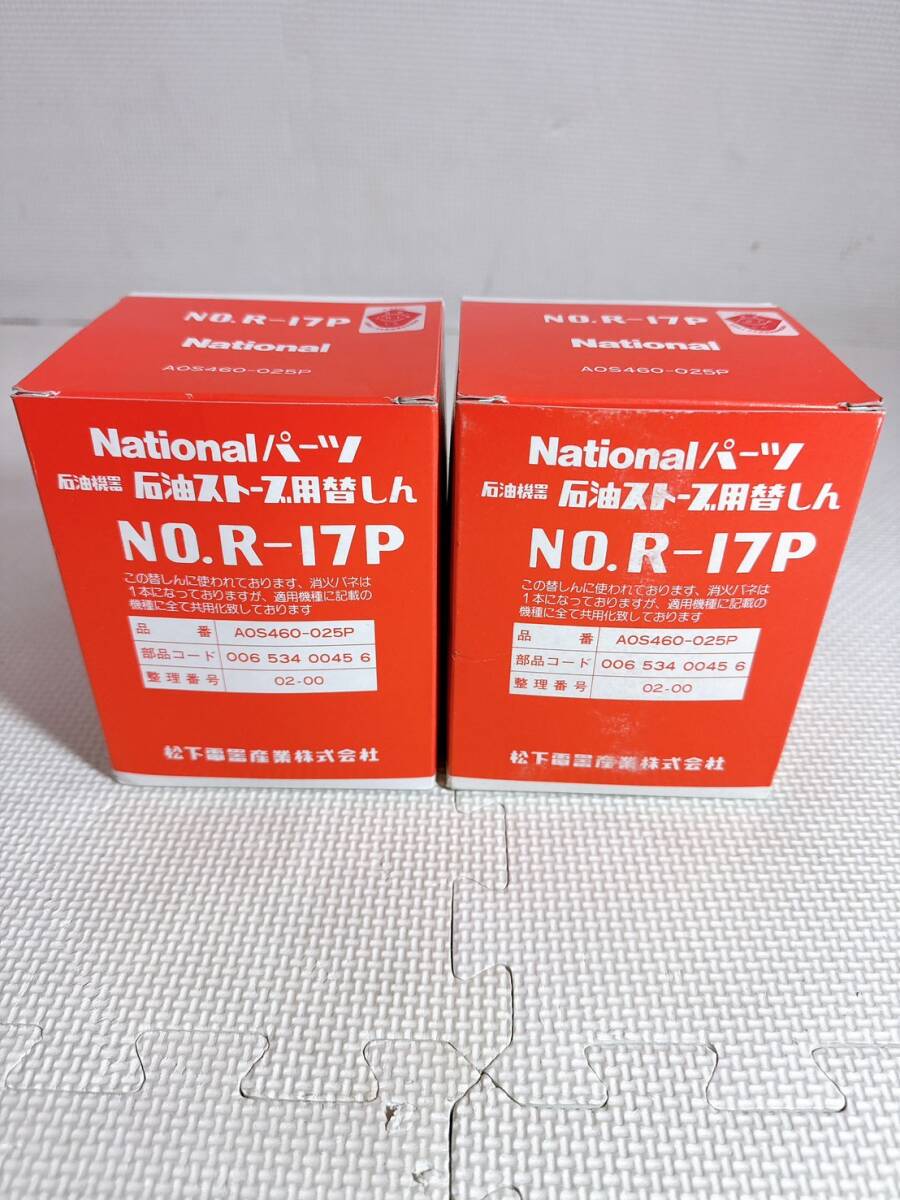 NO.R-17P
National
AOS460-025P
Nationalパーツ
石油機器 石油ストーブ用替しん
NO.R-17P
この替しんに使われております、消火バネは
1本になっておりますが、適用機種に記載の
機種に全て共用化致しております
品番 AOS460-025P
部品コード 006 534 0045 6
整理番号 02-00
松下電器産業株式会社
NO.R-17P
National
AOS460-025P
Nationalパーツ
石油機器 石油ストーブ用替しん
NO.R-17P
この替しんに使われております、消火バネは
1本になっておりますが、適用機種に記載の
機種に全て共用化致しております
品番 AOS460-025P
部品コード 006 534 0045 6
整理番号 02-00
松下電器産業株式会社